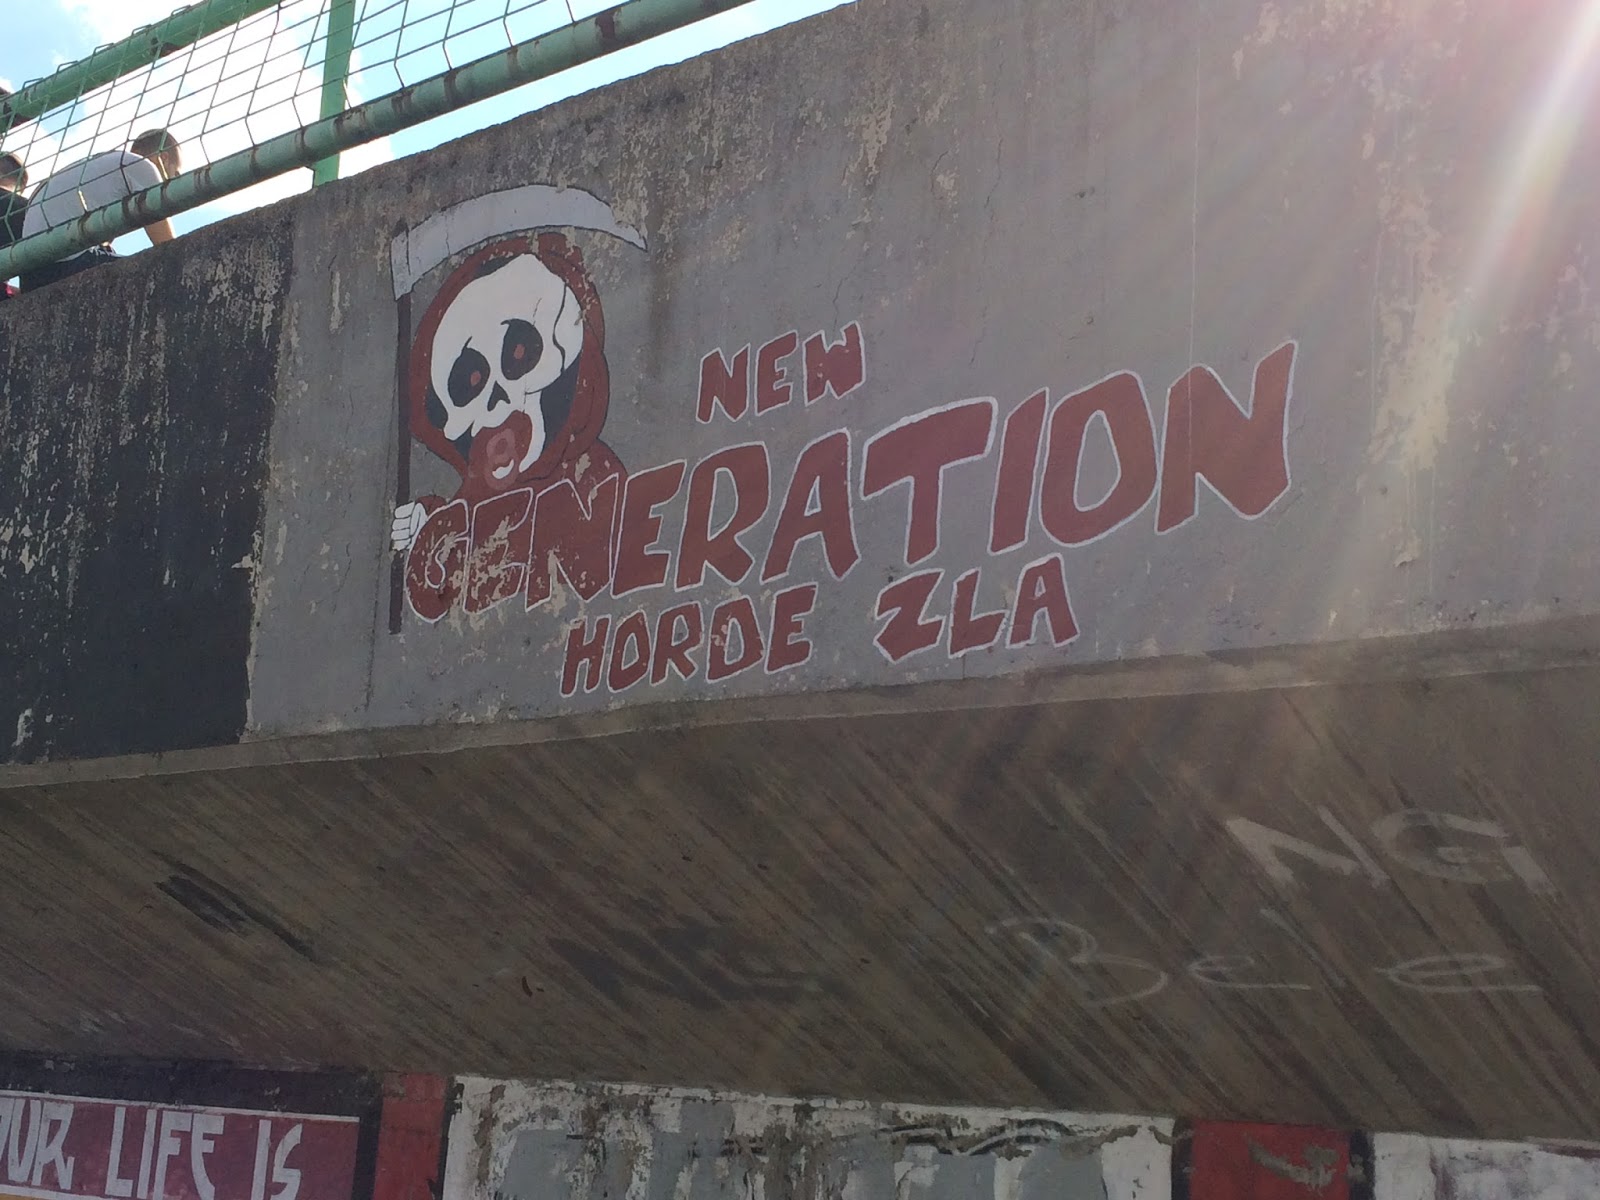 NEW
GENERATION
HORDE ZLA
NG
Bele
OUR LIFE IS